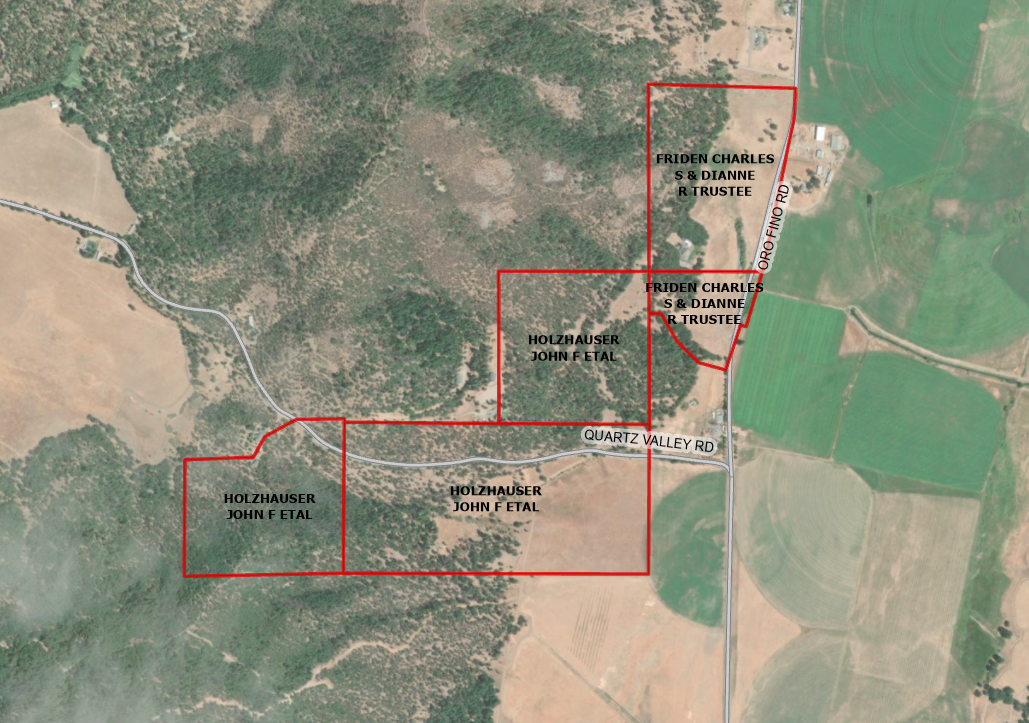 FRIDEN CHARLES
S & DIANNE
R TRUSTEE
ORO FINO RD
FRIDEN CHARLES
S & DIANNE
R TRUSTEE
HOLZHAUSER
JOHN F ETAL
QUARTZ VALLEY RD
HOLZHAUSER
JOHN F ETAL
HOLZHAUSER
JOHN F ETAL